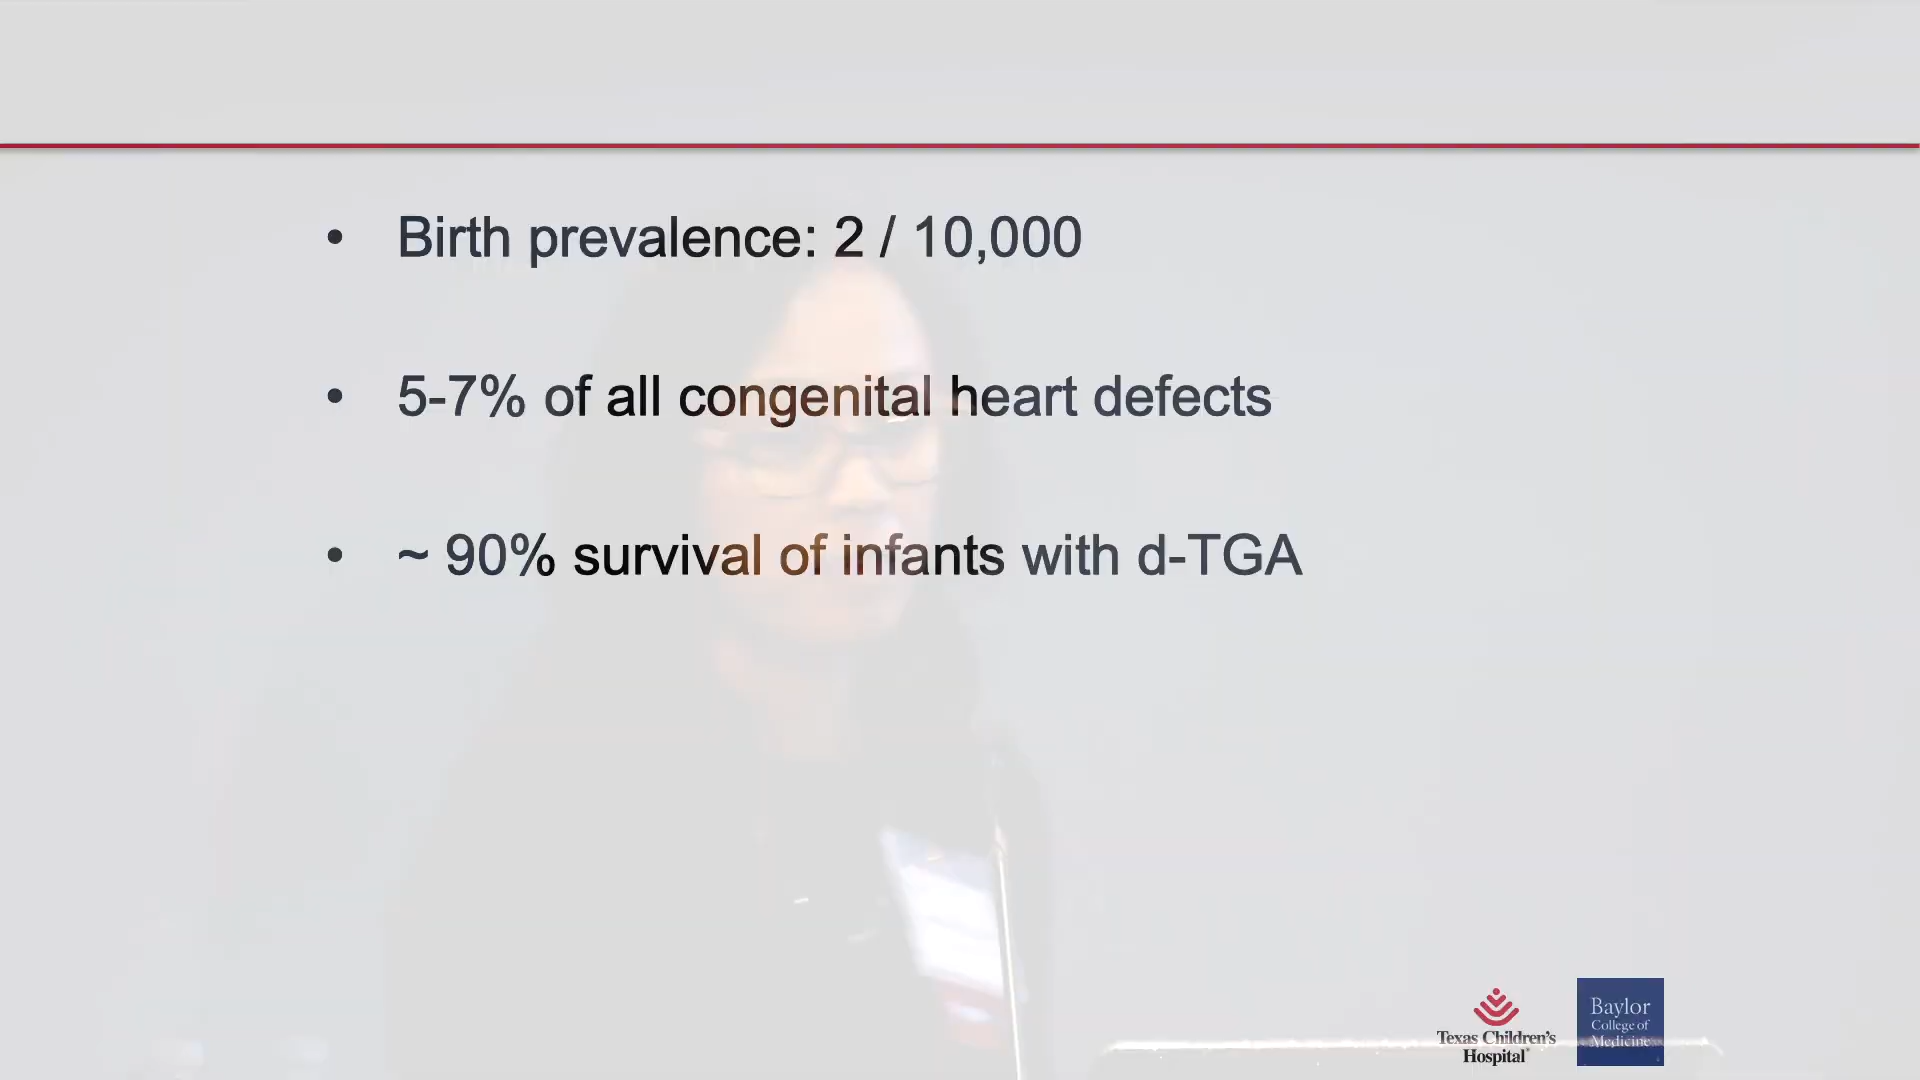 • Birth prevalence: 2 / 10,000
• 5-7% of all congenital heart defects
• ~ 90% survival of infants with d-TGA
Texas Children's
Hospital
Baylor
College of
Medicine